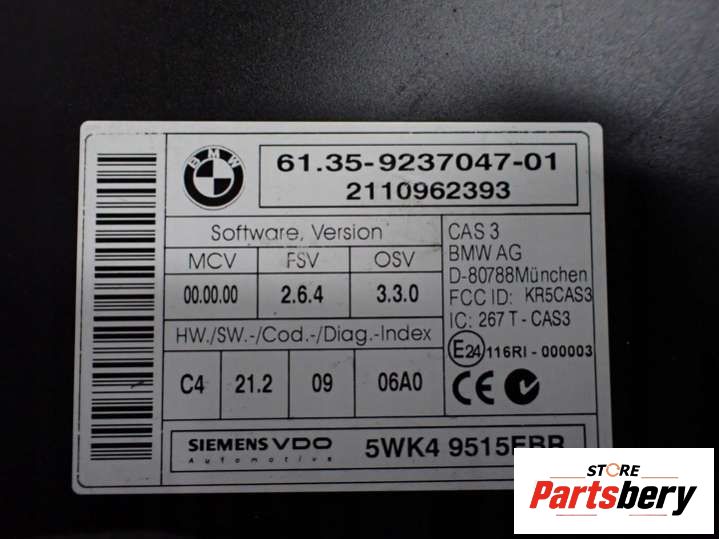 BMW
61.35-9237047-01
2110962393
Software, Version
MCV FSV OSV
00.00.00 2.6.4 3.3.0
HW./SW.-/Cod.-/Diag.-Index
C4 21.2 09 06A0
CAS 3
BMW AG
D-80788München
FCC ID: KR5CAS3
IC: 267 T - CAS3
E24 116RI - 000003
CE
SIEMENS VDO
Automotive
5WK4 9515EBR
STORE
Partsbery